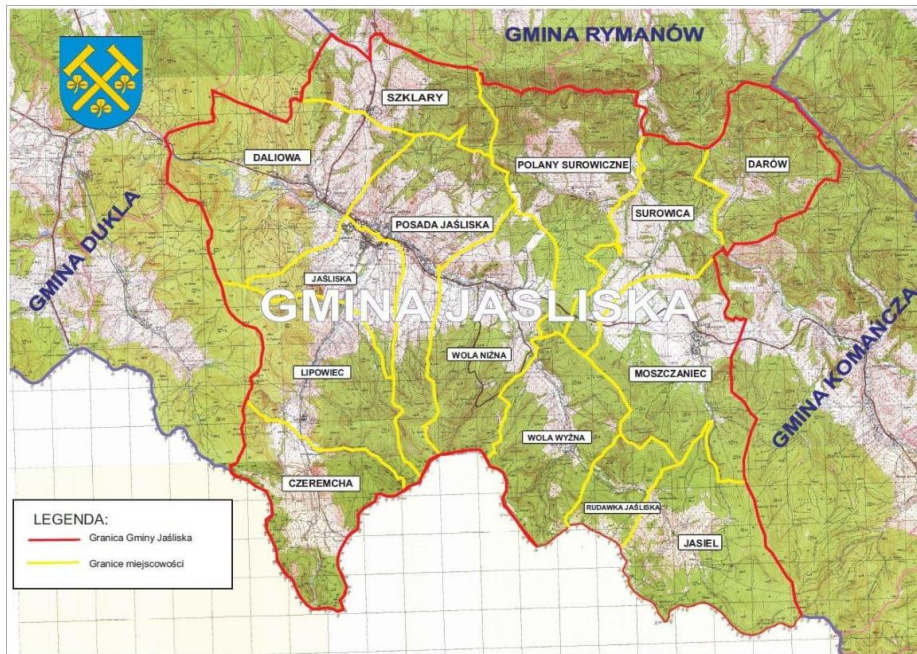 GMINA RYMANÓW
SZKLARY
DALIOWA
POLANY SUROWICZNE
DARÓW
SUROWICA
POSADA JAŚLISKA
GMINA DUKLA
JAŚLISKA
GMINA JAŚLISKA
GMINA KOMAŃCZA
WOLA NIŻNA
LIPOWIEC
MOSZCZANIEC
WOLA WYŻNA
CZEREMCHA
RUDAWKA JAŚLISKA
JASIEL
LEGENDA:
Granica Gminy Jaśliska
Granice miejscowości